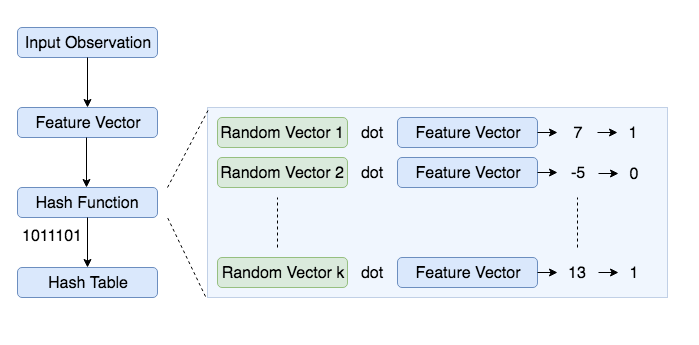 Input Observation
Feature Vector
Hash Function
1011101
Hash Table
Random Vector 1 dot Feature Vector 7 1
Random Vector 2 dot Feature Vector -5 0
Random Vector k dot Feature Vector 13 1